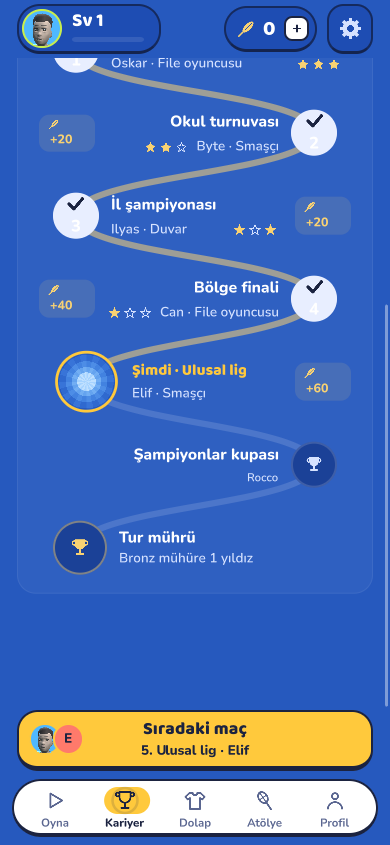 Sv 1
0
+
1
Oskar · File oyuncusu
Okul turnuvası
+20
2
Byte · Smaşçı
İl şampiyonası
3
+20
Ilyas · Duvar
Bölge finali
+40
4
Can · File oyuncusu
Şimdi · Ulusal lig
+60
Elif · Smaşçı
Şampiyonlar kupası
Rocco
Tur mührü
Bronz mühüre 1 yıldız
Sıradaki maç
E
5. Ulusal lig · Elif
Oyna
Kariyer
Dolap
Atölye
Profil